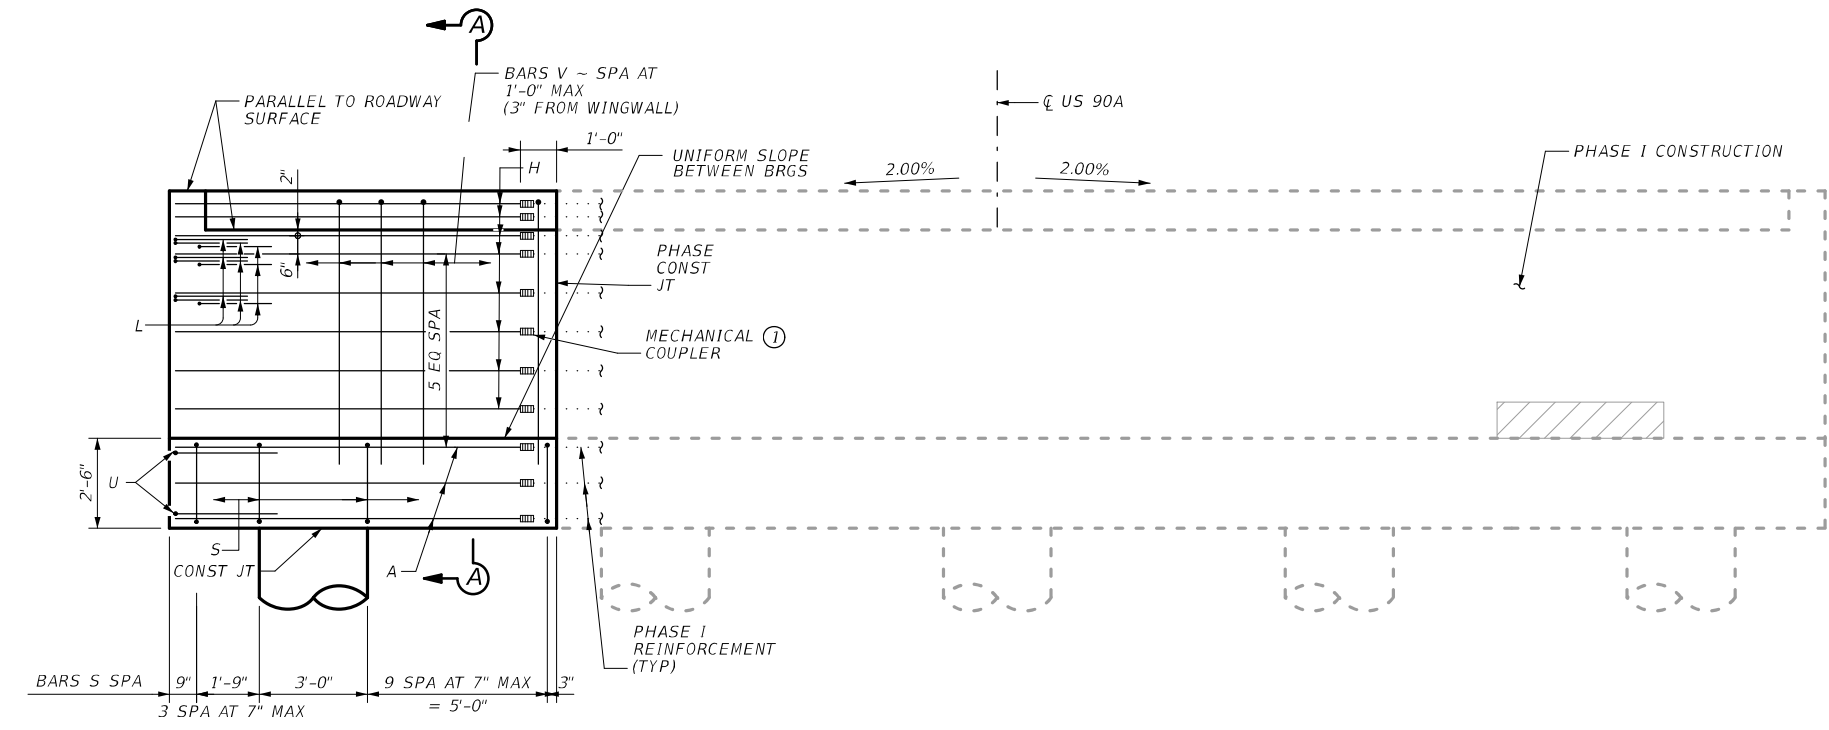 A
BARS V ~ SPA AT
1'-0" MAX
(3" FROM WINGWALL)
PARALLEL TO ROADWAY
SURFACE
1'-0"
℄ US 90A
UNIFORM SLOPE
BETWEEN BRGS
PHASE I CONSTRUCTION
H
2"
2.00%
2.00%
PHASE
CONST
JT
6"
L
5 EQ SPA
MECHANICAL 1
COUPLER
2'-6"
U
S
CONST JT
A
A
PHASE I
REINFORCEMENT
(TYP)
BARS S SPA
9"
1'-9"
3'-0"
9 SPA AT 7" MAX
= 5'-0"
3"
3 SPA AT 7" MAX